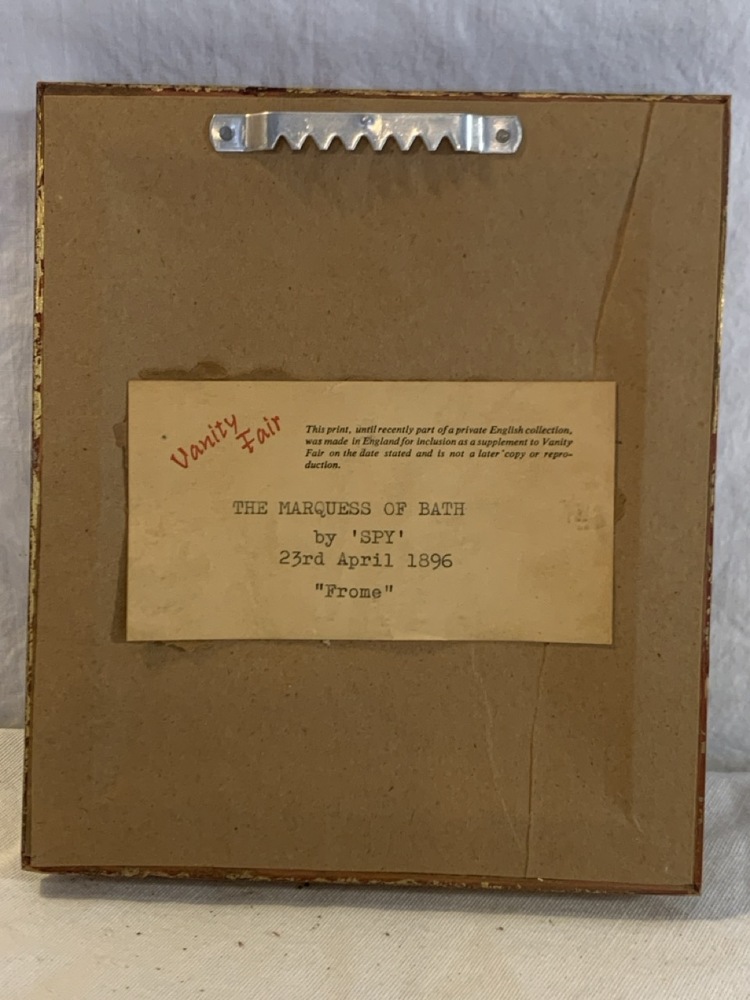 Vanity Fair
This print, until recently part of a private English collection,
was made in England for inclusion as a supplement to Vanity
Fair on the date stated and is not a later copy or repro-
duction.
THE MARQUESS OF BATH
by 'SPY'
23rd April 1896
"Frome"